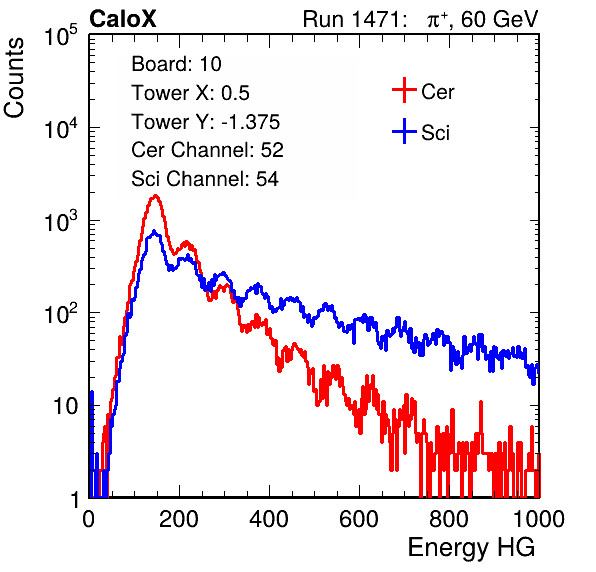 CaloX Run 1471: π⁺, 60 GeV
Counts
10⁵
10⁴
10³
10²
10
1
Board: 10
Tower X: 0.5
Tower Y: -1.375
Cer Channel: 52
Sci Channel: 54
Cer
Sci
0 200 400 600 800 1000
Energy HG